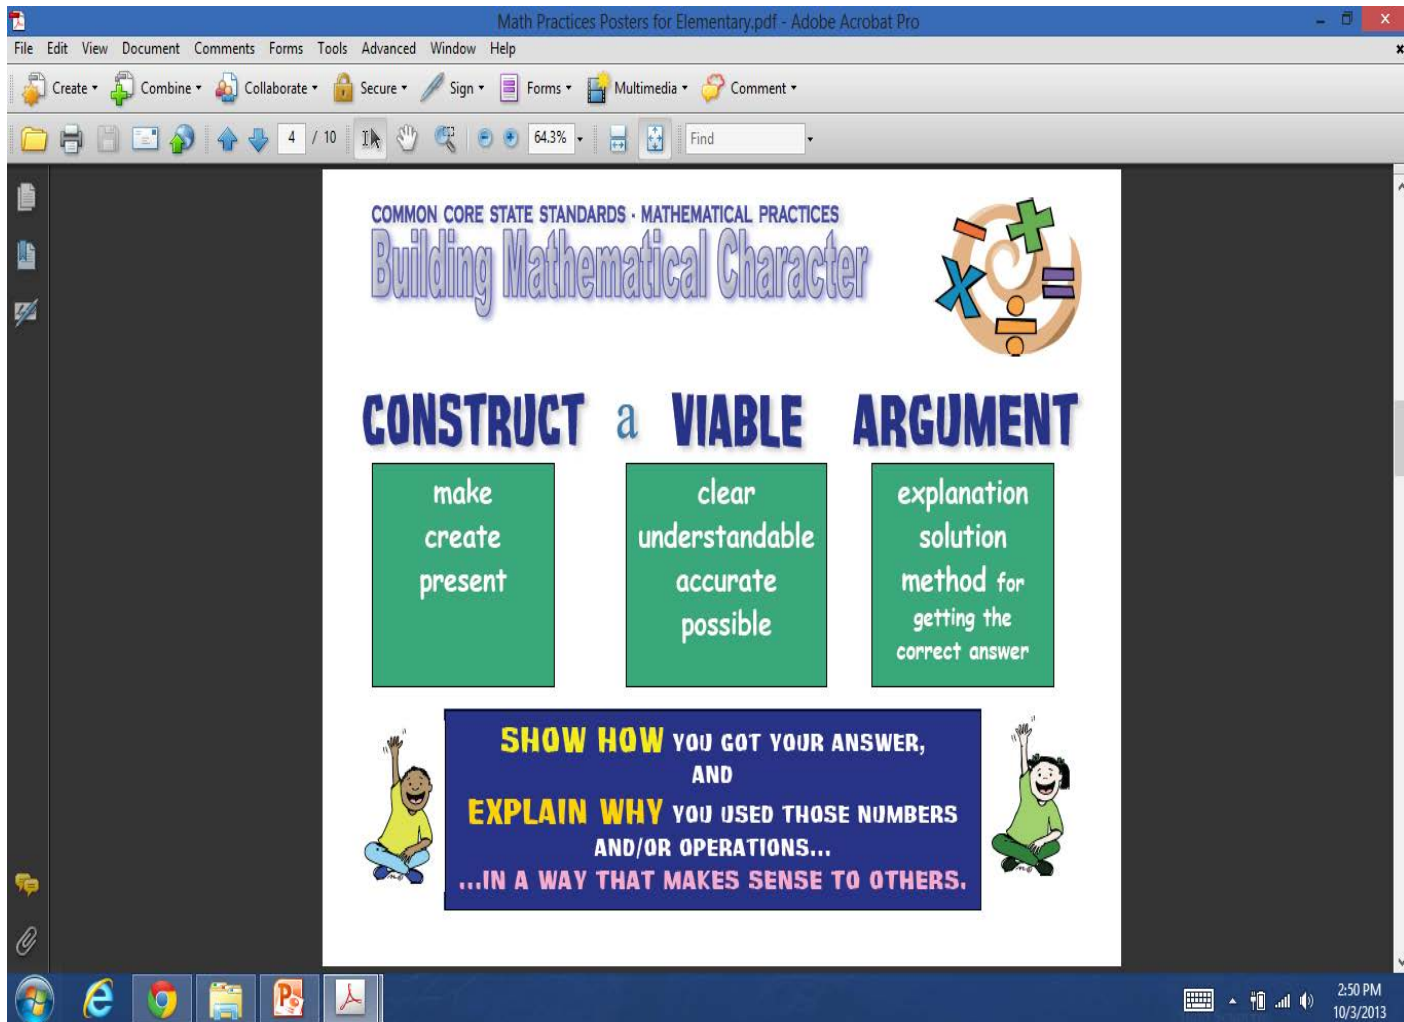 Math Practices Posters for Elementary.pdf - Adobe Acrobat Pro
File Edit View Document Comments Forms Tools Advanced Window Help
Create Combine Collaborate Secure Sign Forms Multimedia Comment
4 / 10 64.3% Find
COMMON CORE STATE STANDARDS - MATHEMATICAL PRACTICES
Building Mathematical Character
CONSTRUCT a VIABLE ARGUMENT
make
create
present
clear
understandable
accurate
possible
explanation
solution
method for
getting the
correct answer
SHOW HOW YOU GOT YOUR ANSWER,
AND
EXPLAIN WHY YOU USED THOSE NUMBERS
AND/OR OPERATIONS...
...IN A WAY THAT MAKES SENSE TO OTHERS.
2:50 PM
10/3/2013